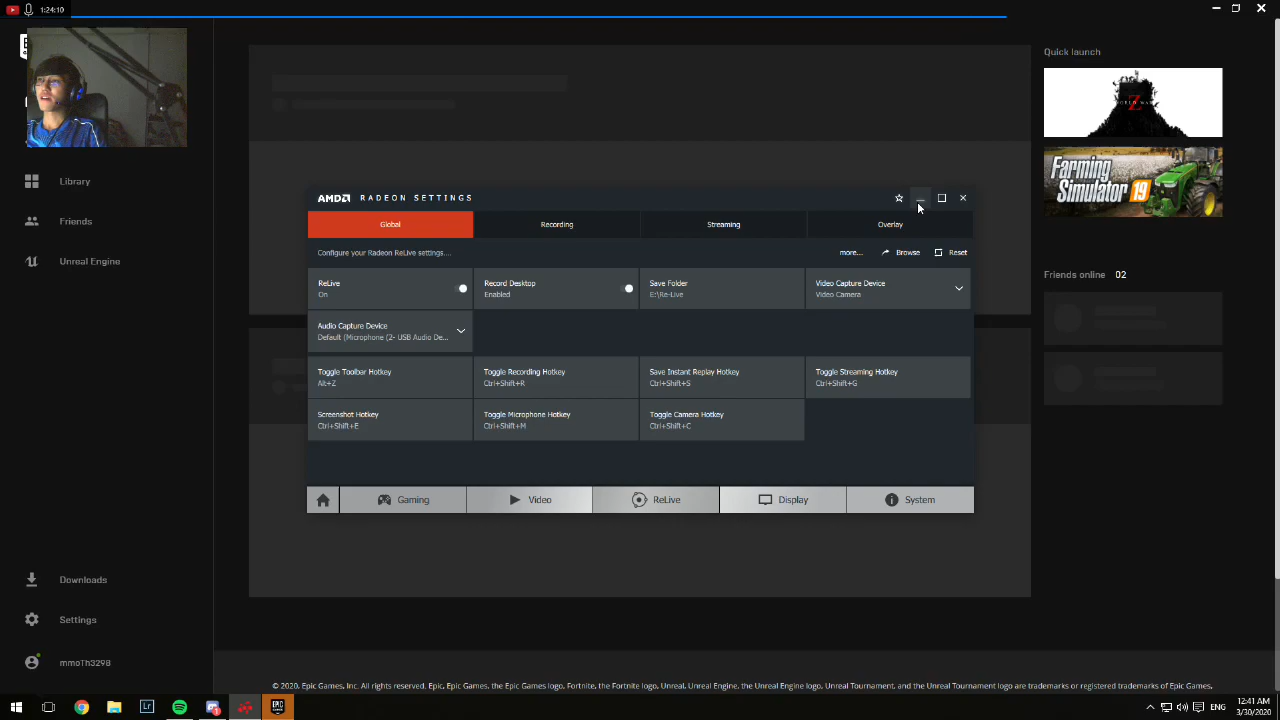 1:24:10
Quick launch
WORLD WAR
Z
Farming
Simulator 19
Library
Friends
Unreal Engine
AMD RADEON SETTINGS
Global
Recording
Streaming
Overlay
Configure your Radeon ReLive settings....
more...
Browse
Reset
ReLive
On
Record Desktop
Enabled
Save Folder
E:\Re-Live
Video Capture Device
Video Camera
Audio Capture Device
Default (Microphone (2- USB Audio De...
Toggle Toolbar Hotkey
Alt+Z
Toggle Recording Hotkey
Ctrl+Shift+R
Save Instant Replay Hotkey
Ctrl+Shift+S
Toggle Streaming Hotkey
Ctrl+Shift+G
Screenshot Hotkey
Ctrl+Shift+E
Toggle Microphone Hotkey
Ctrl+Shift+M
Toggle Camera Hotkey
Ctrl+Shift+C
Gaming
Video
ReLive
Display
System
Friends online 02
Downloads
Settings
mmoTh3298
© 2020, Epic Games, Inc. All rights reserved. Epic, Epic Games, the Epic Games logo, Fortnite, the Fortnite logo, Unreal, Unreal Engine, the Unreal Engine logo, Unreal Tournament, and the Unreal Tournament logo are trademarks or registered trademarks of Epic Games,
Lr
EPIC
GAMES
ENG
12:41 AM
3/30/2020